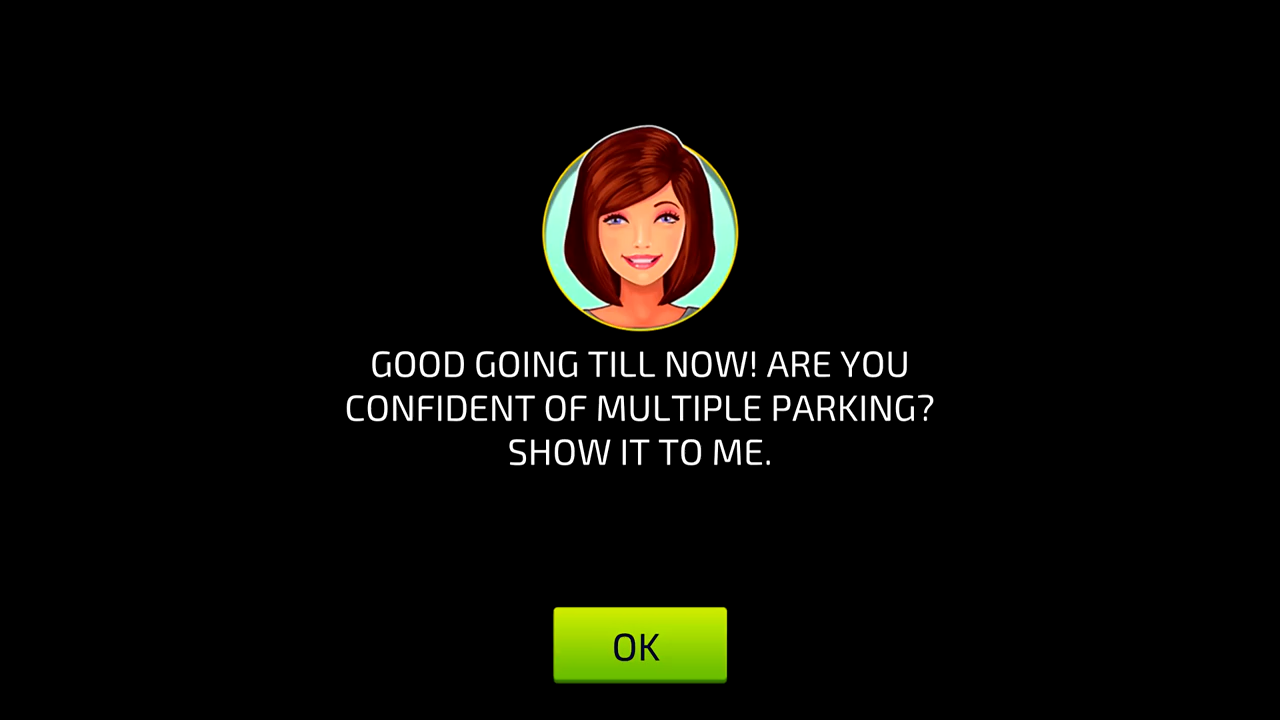 GOOD GOING TILL NOW! ARE YOU
CONFIDENT OF MULTIPLE PARKING?
SHOW IT TO ME.
OK